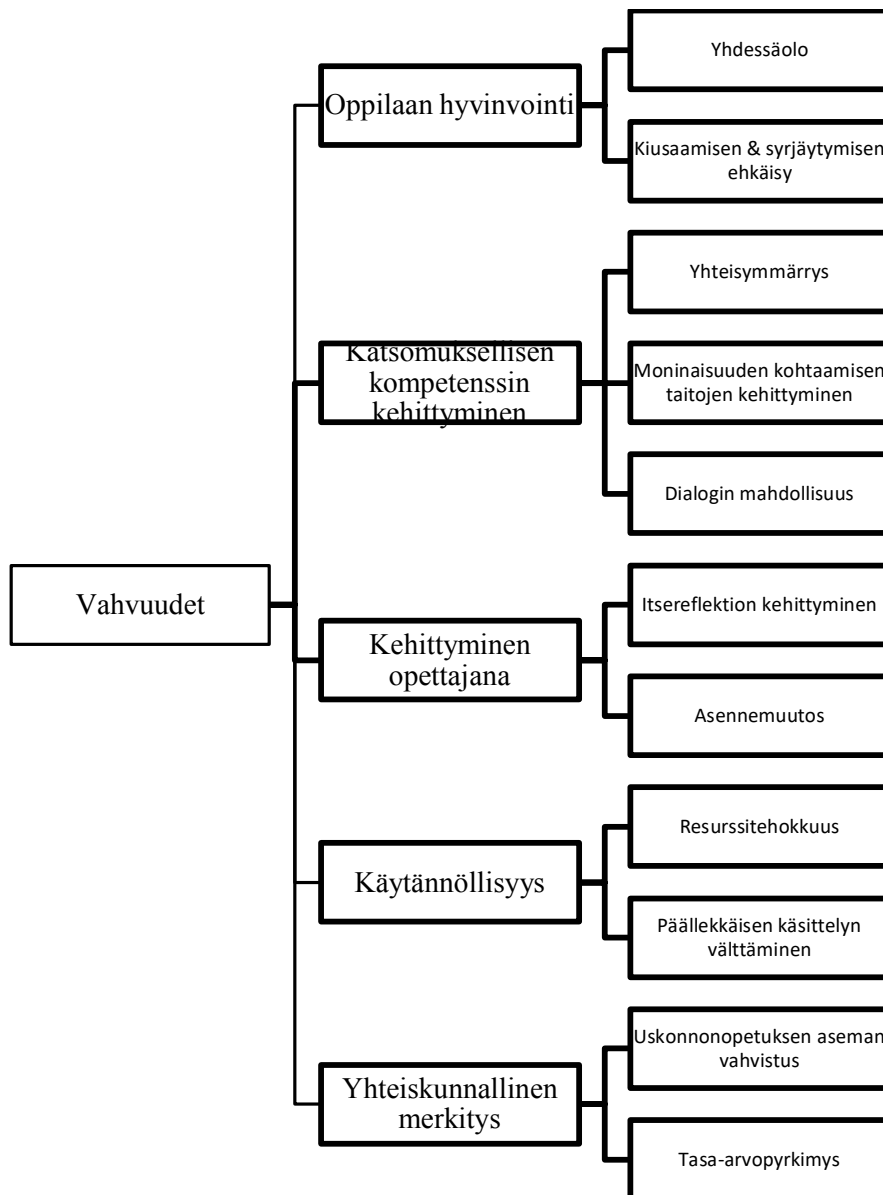 Vahvuudet
Oppilaan hyvinvointi
Yhdessäolo
Kiusaamisen & syrjäytymisen
ehkäisy
Katsomuksellisen
kompetenssin
kehittyminen
Yhteisymmärrys
Moninaisuuden kohtaamisen
taitojen kehittyminen
Dialogin mahdollisuus
Kehittyminen
opettajana
Itsereflektion kehittyminen
Asennemuutos
Käytännöllisyys
Resurssitehokkuus
Päällekkäisen käsittelyn
välttäminen
Yhteiskunnallinen
merkitys
Uskonnonopetuksen aseman
vahvistus
Tasa-arvopyrkimys